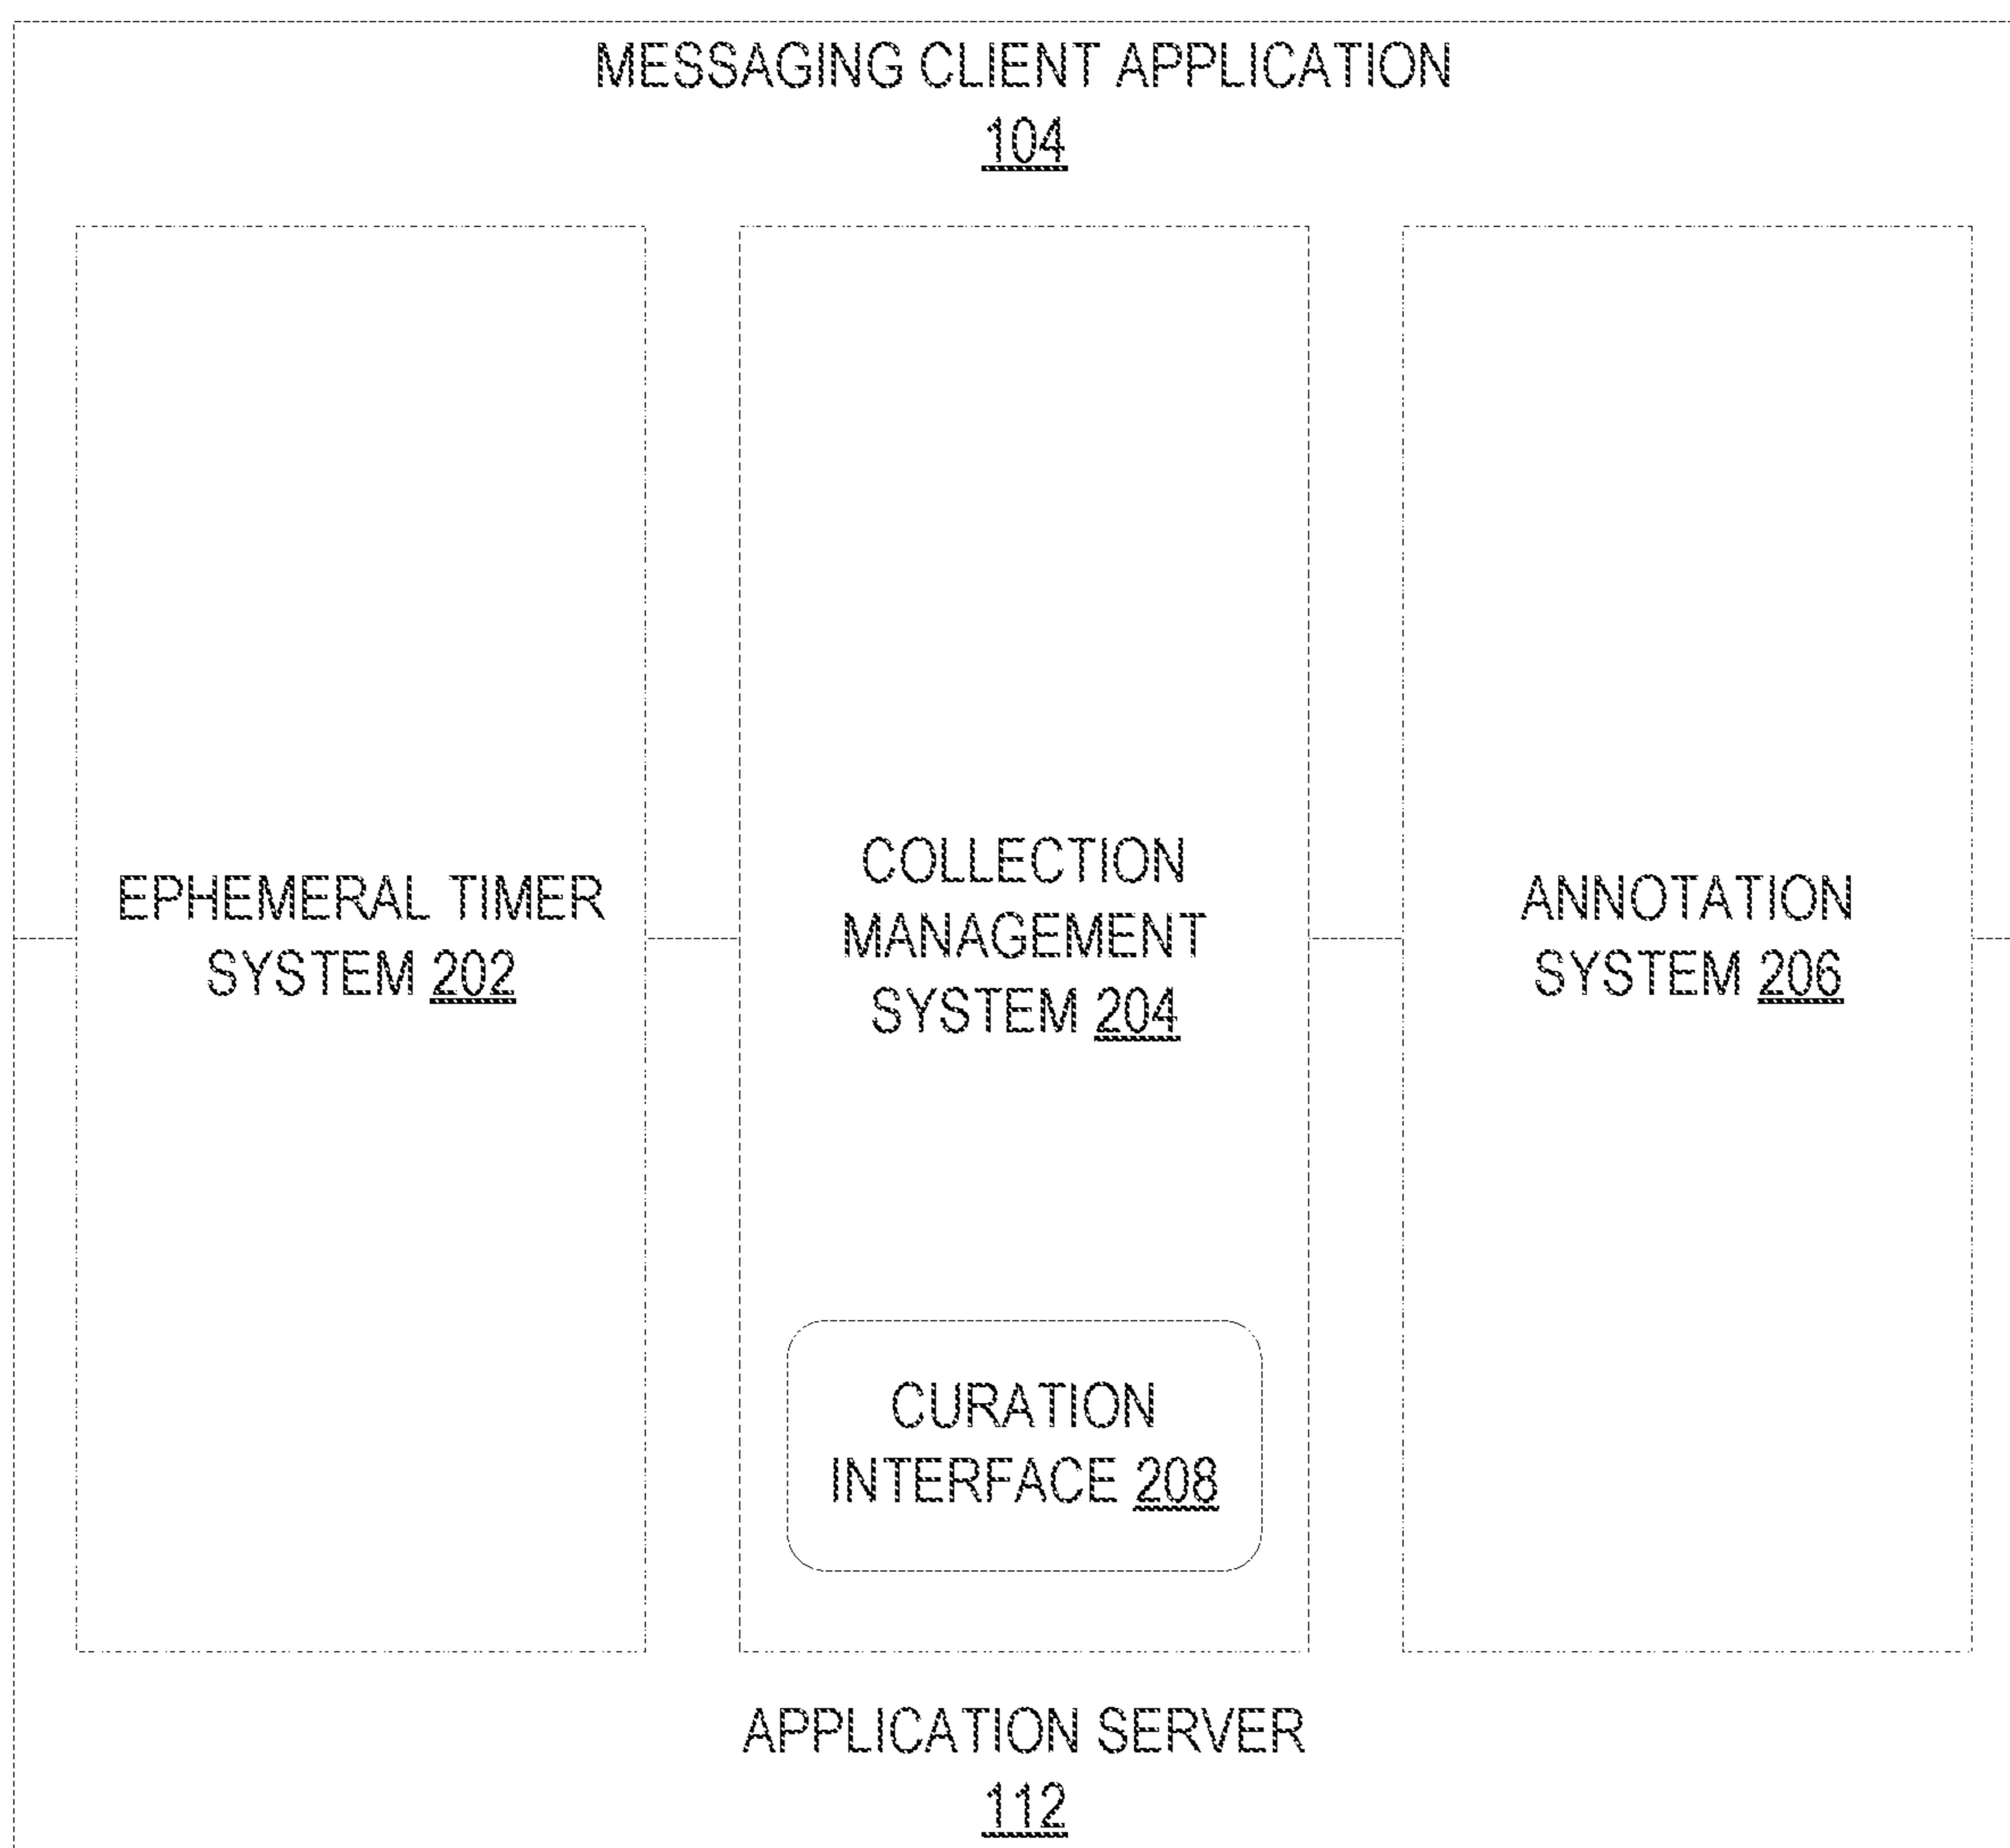 MESSAGING CLIENT APPLICATION
104
EPHEMERAL TIMER
SYSTEM 202
COLLECTION
MANAGEMENT
SYSTEM 204
CURATION
INTERFACE 208
ANNOTATION
SYSTEM 206
APPLICATION SERVER
112